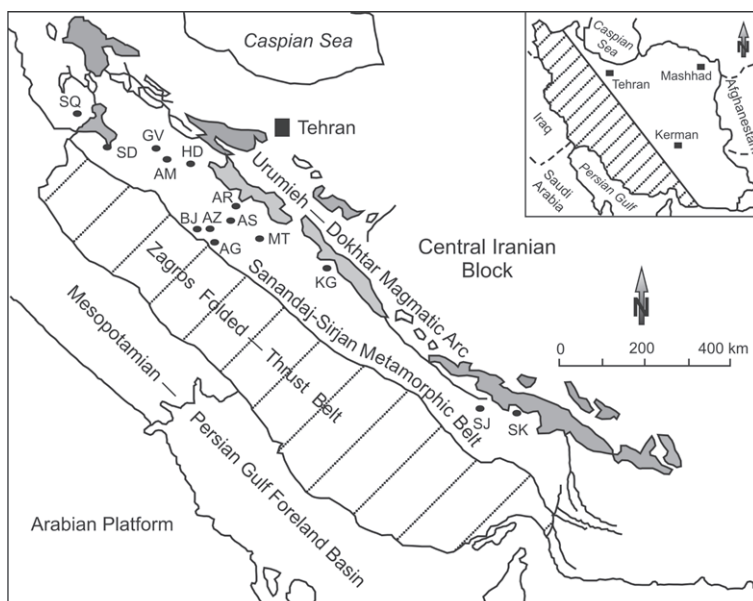 Caspian Sea
Tehran
SQ
GV
HD
SD
AM
AR
BJ
AZ
AS
AG
MT
KG
Urumieh — Dokhtar Magmatic Arc
Central Iranian
Block
Sanandaj-Sirjan Metamorphic Belt
Zagros Folded — Thrust Belt
Mesopotamian —
Persian Gulf Foreland Basin
Arabian Platform
SJ
SK
N
0 200 400 km
Caspian
Sea
N
Tehran
Mashhad
Kerman
Iraq
Afghanestan
Saudi
Arabia
Persian Gulf